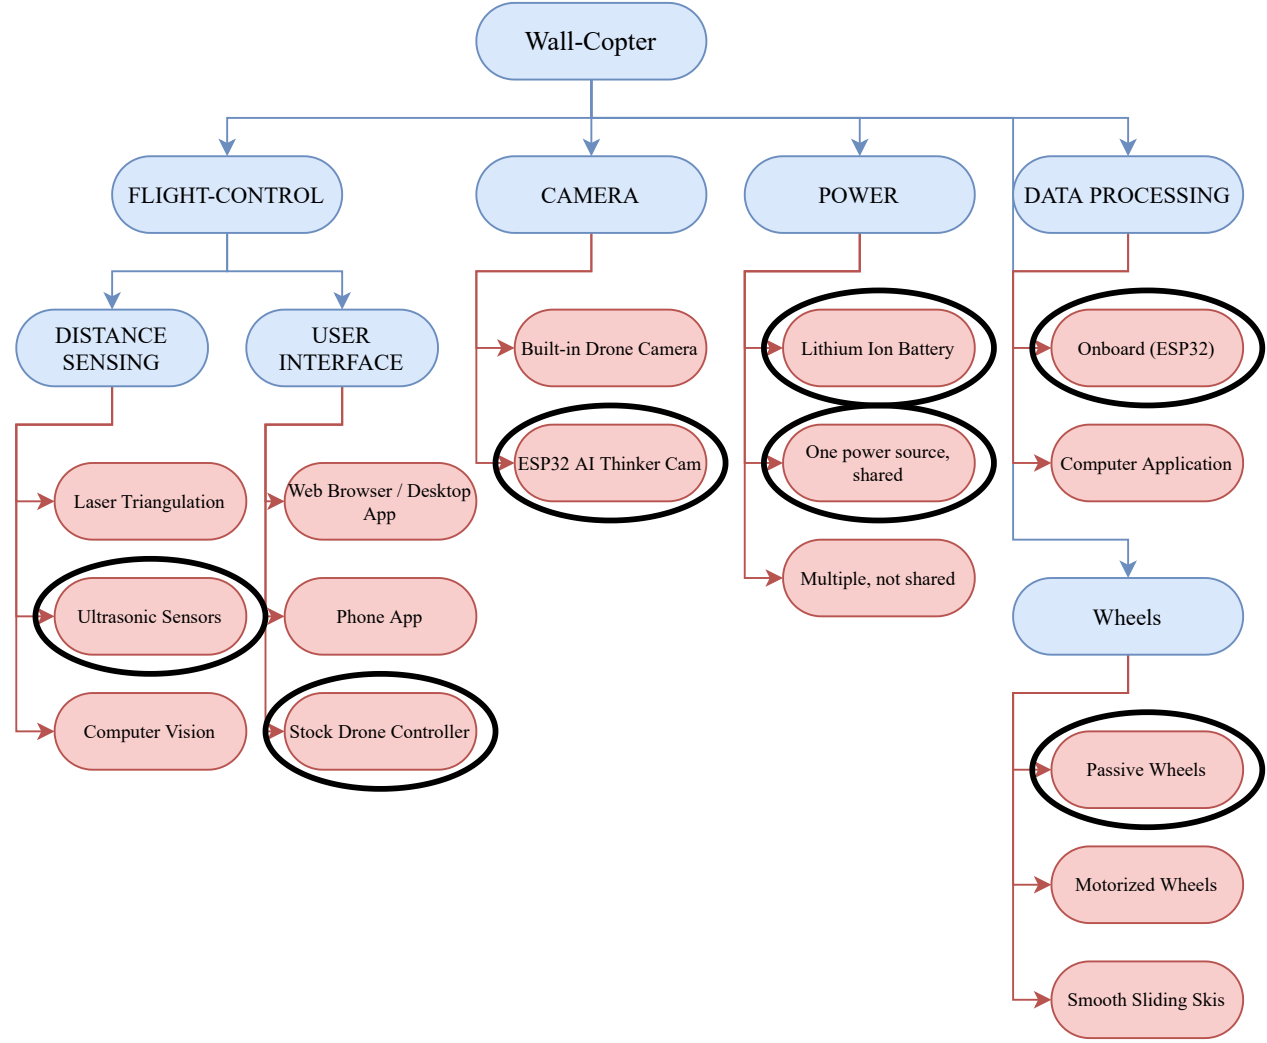 Wall-Copter
FLIGHT-CONTROL
CAMERA
POWER
DATA PROCESSING
DISTANCE
SENSING
USER
INTERFACE
Built-in Drone Camera
Lithium Ion Battery
Onboard (ESP32)
ESP32 AI Thinker Cam
One power source,
shared
Computer Application
Laser Triangulation
Web Browser / Desktop
App
Multiple, not shared
Ultrasonic Sensors
Phone App
Wheels
Computer Vision
Stock Drone Controller
Passive Wheels
Motorized Wheels
Smooth Sliding Skis